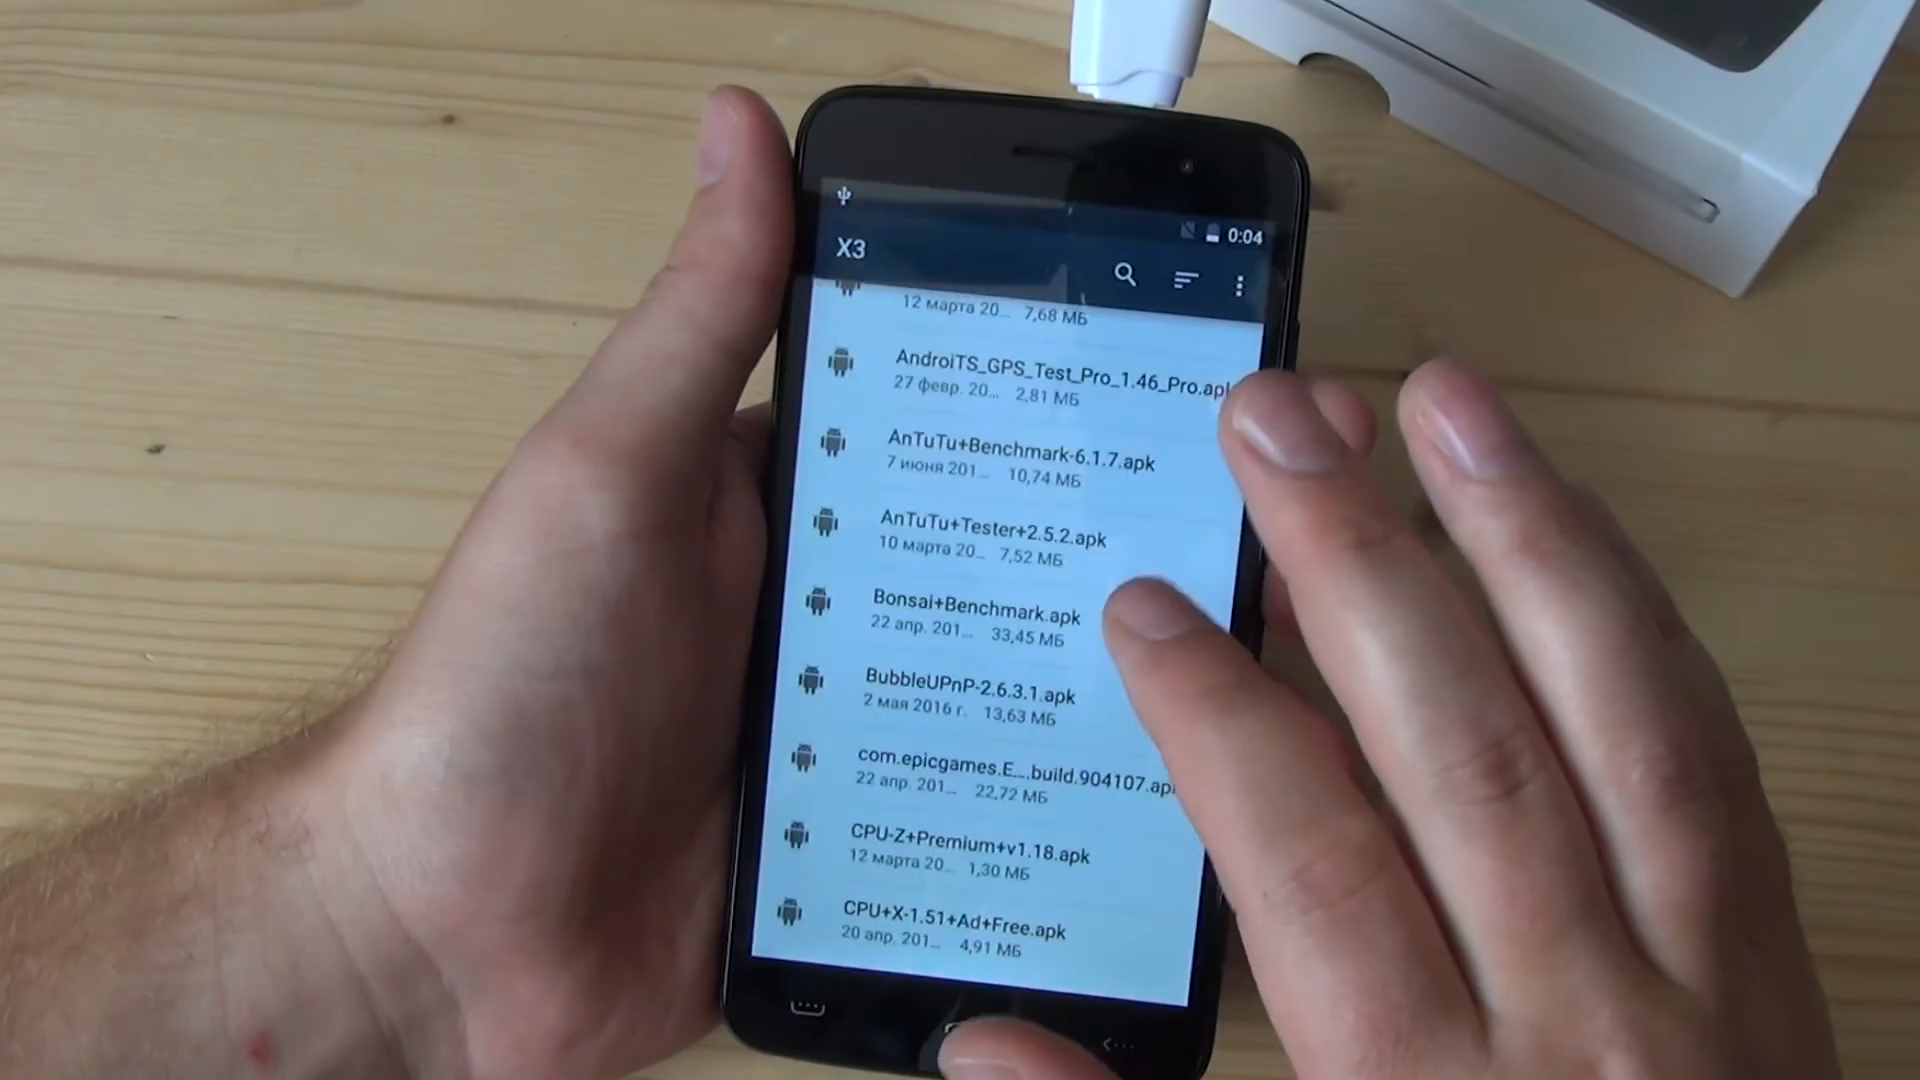 0:04
X3
12 марта 20... 7,68 МБ
AndroiTS_GPS_Test_Pro_1.46_Pro.apk
27 февр. 20... 2,81 МБ
AnTuTu+Benchmark-6.1.7.apk
7 июня 201... 10,74 МБ
AnTuTu+Tester+2.5.2.apk
10 марта 20... 7,52 МБ
Bonsai+Benchmark.apk
22 апр. 201... 33,45 МБ
BubbleUPnP-2.6.3.1.apk
2 мая 2016 г. 13,63 МБ
com.epicgames.E....build.904107.apk
22 апр. 201... 22,72 МБ
CPU-Z+Premium+v1.18.apk
12 марта 20... 1,30 МБ
CPU+X-1.51+Ad+Free.apk
20 апр. 201... 4,91 МБ